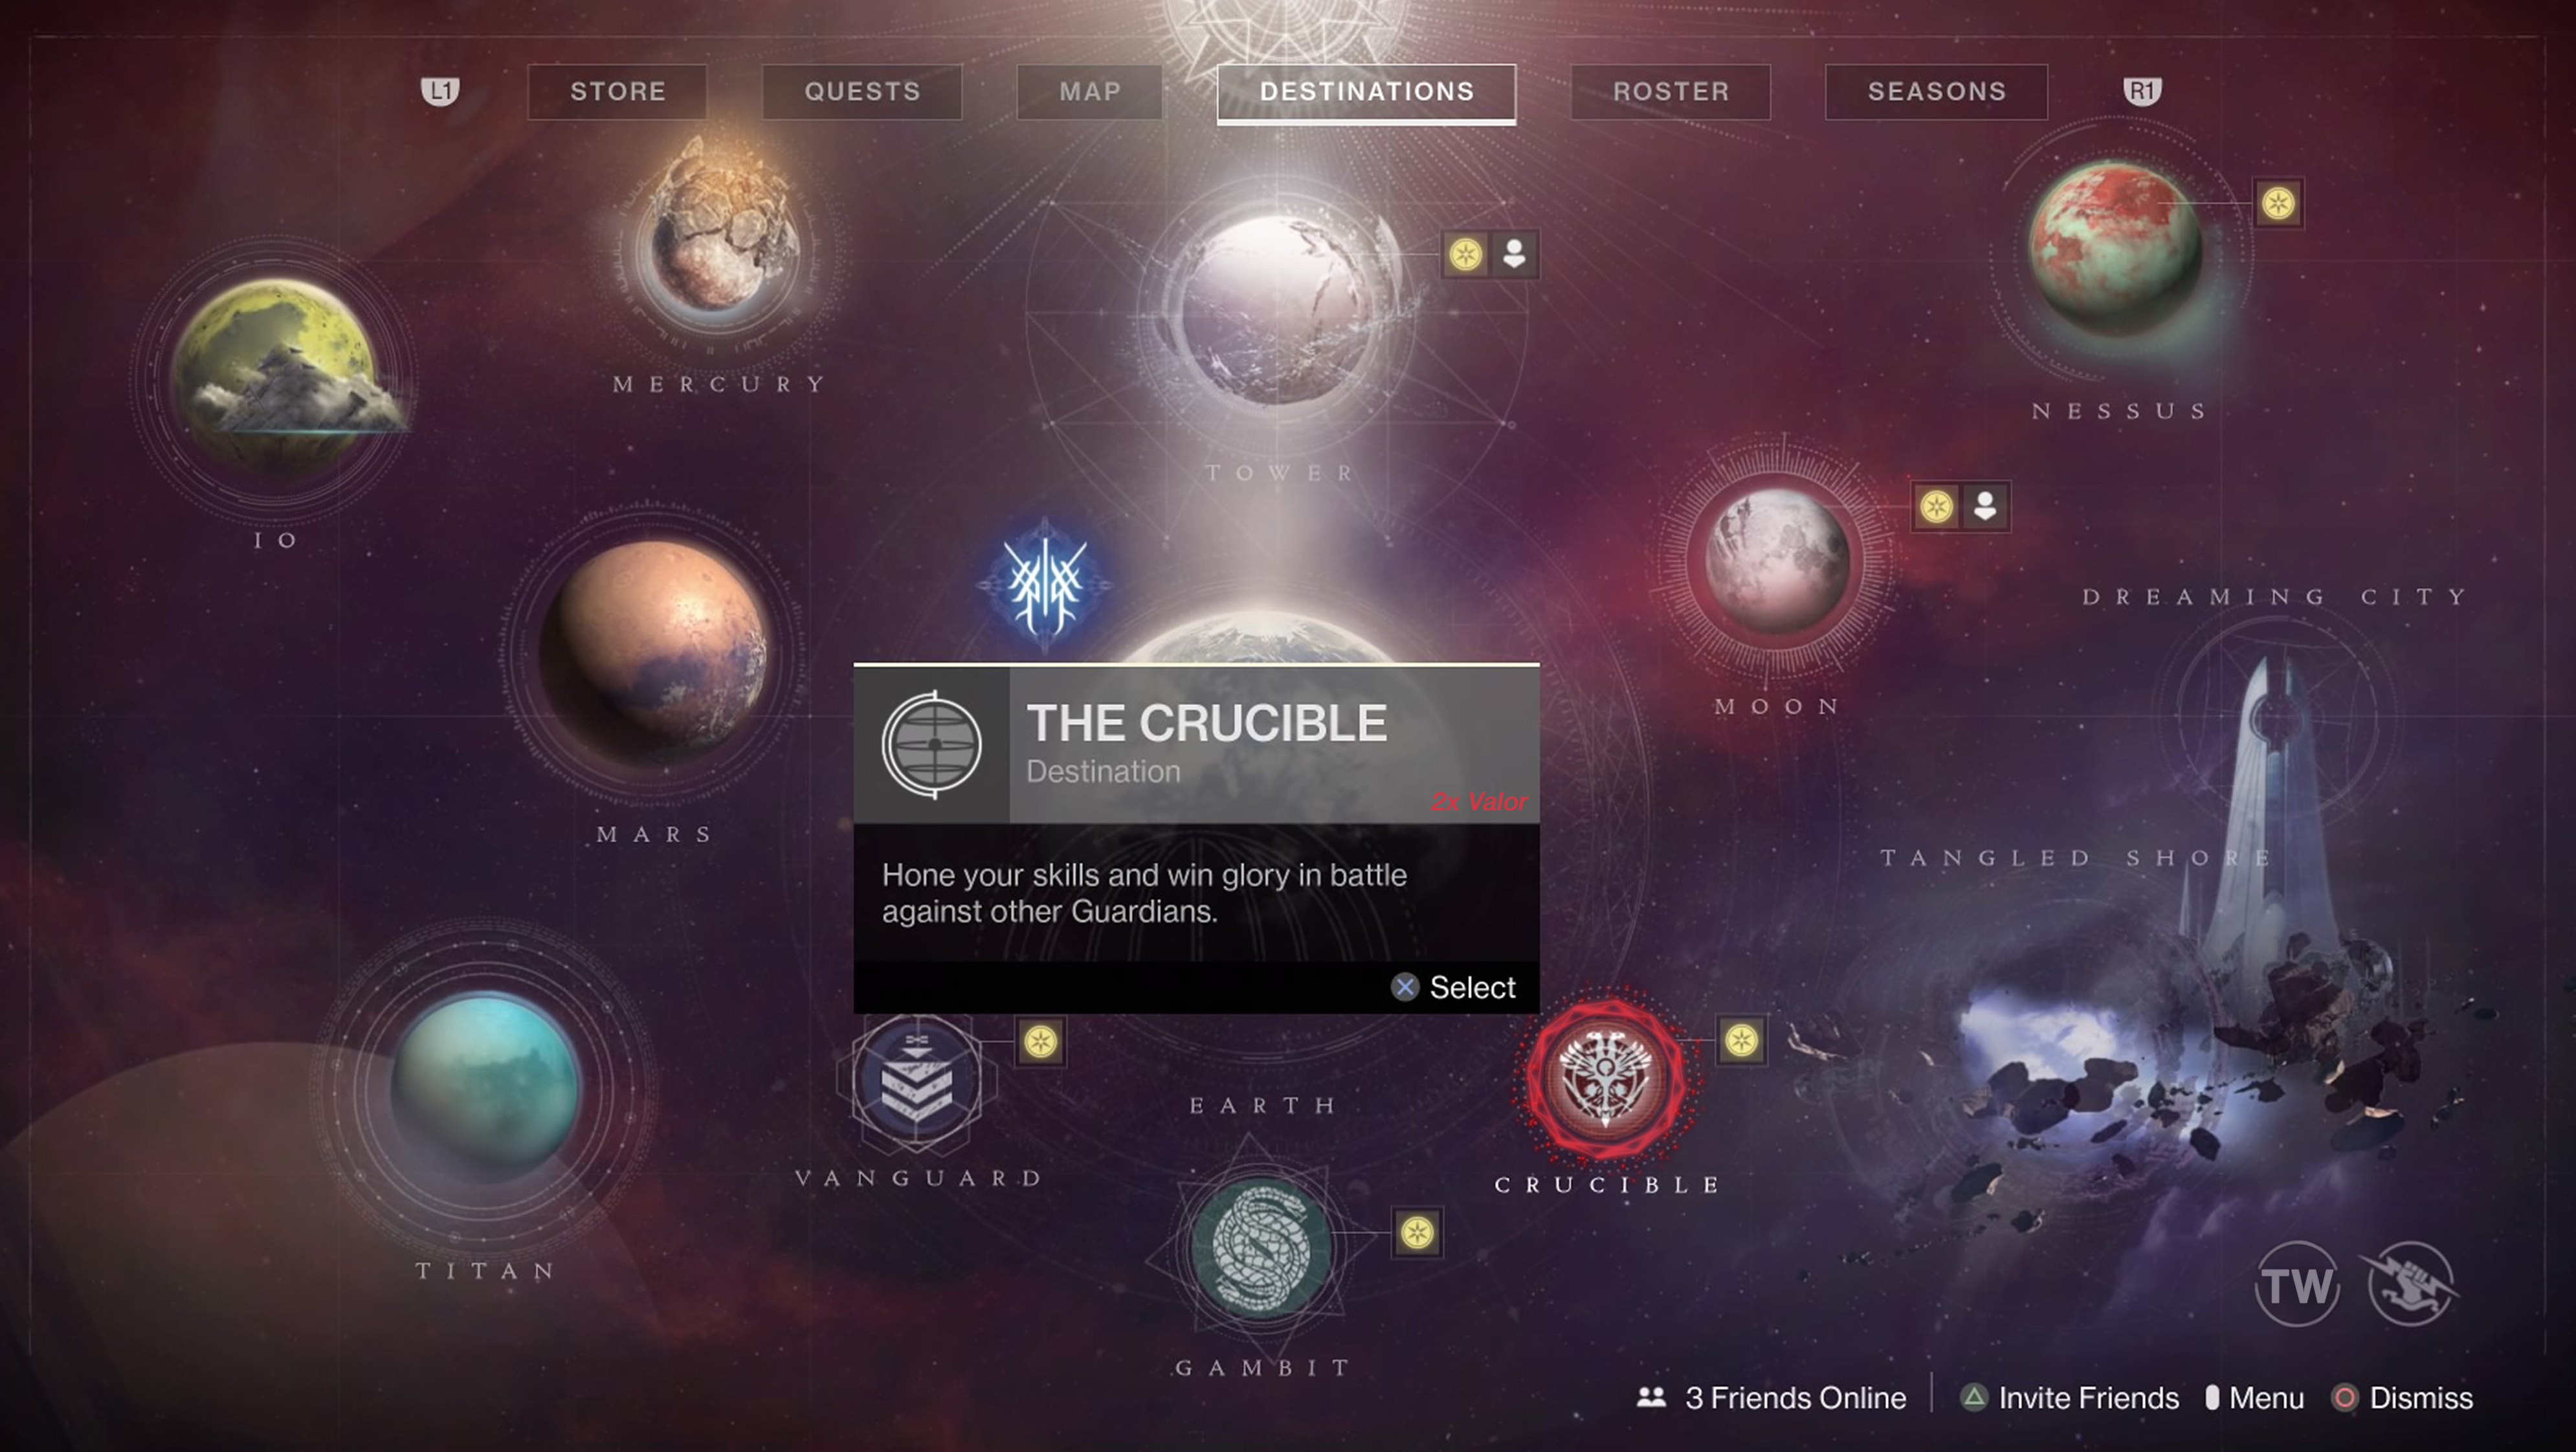 L1 STORE QUESTS MAP DESTINATIONS ROSTER SEASONS R1
MERCURY
NESSUS
TOWER
IO
DREAMING CITY
MOON
THE CRUCIBLE
Destination
2x Valor
MARS
TANGLED SHORE
Hone your skills and win glory in battle
against other Guardians.
Select
EARTH
VANGUARD
CRUCIBLE
TITAN
TW
GAMBIT
3 Friends Online Invite Friends Menu Dismiss